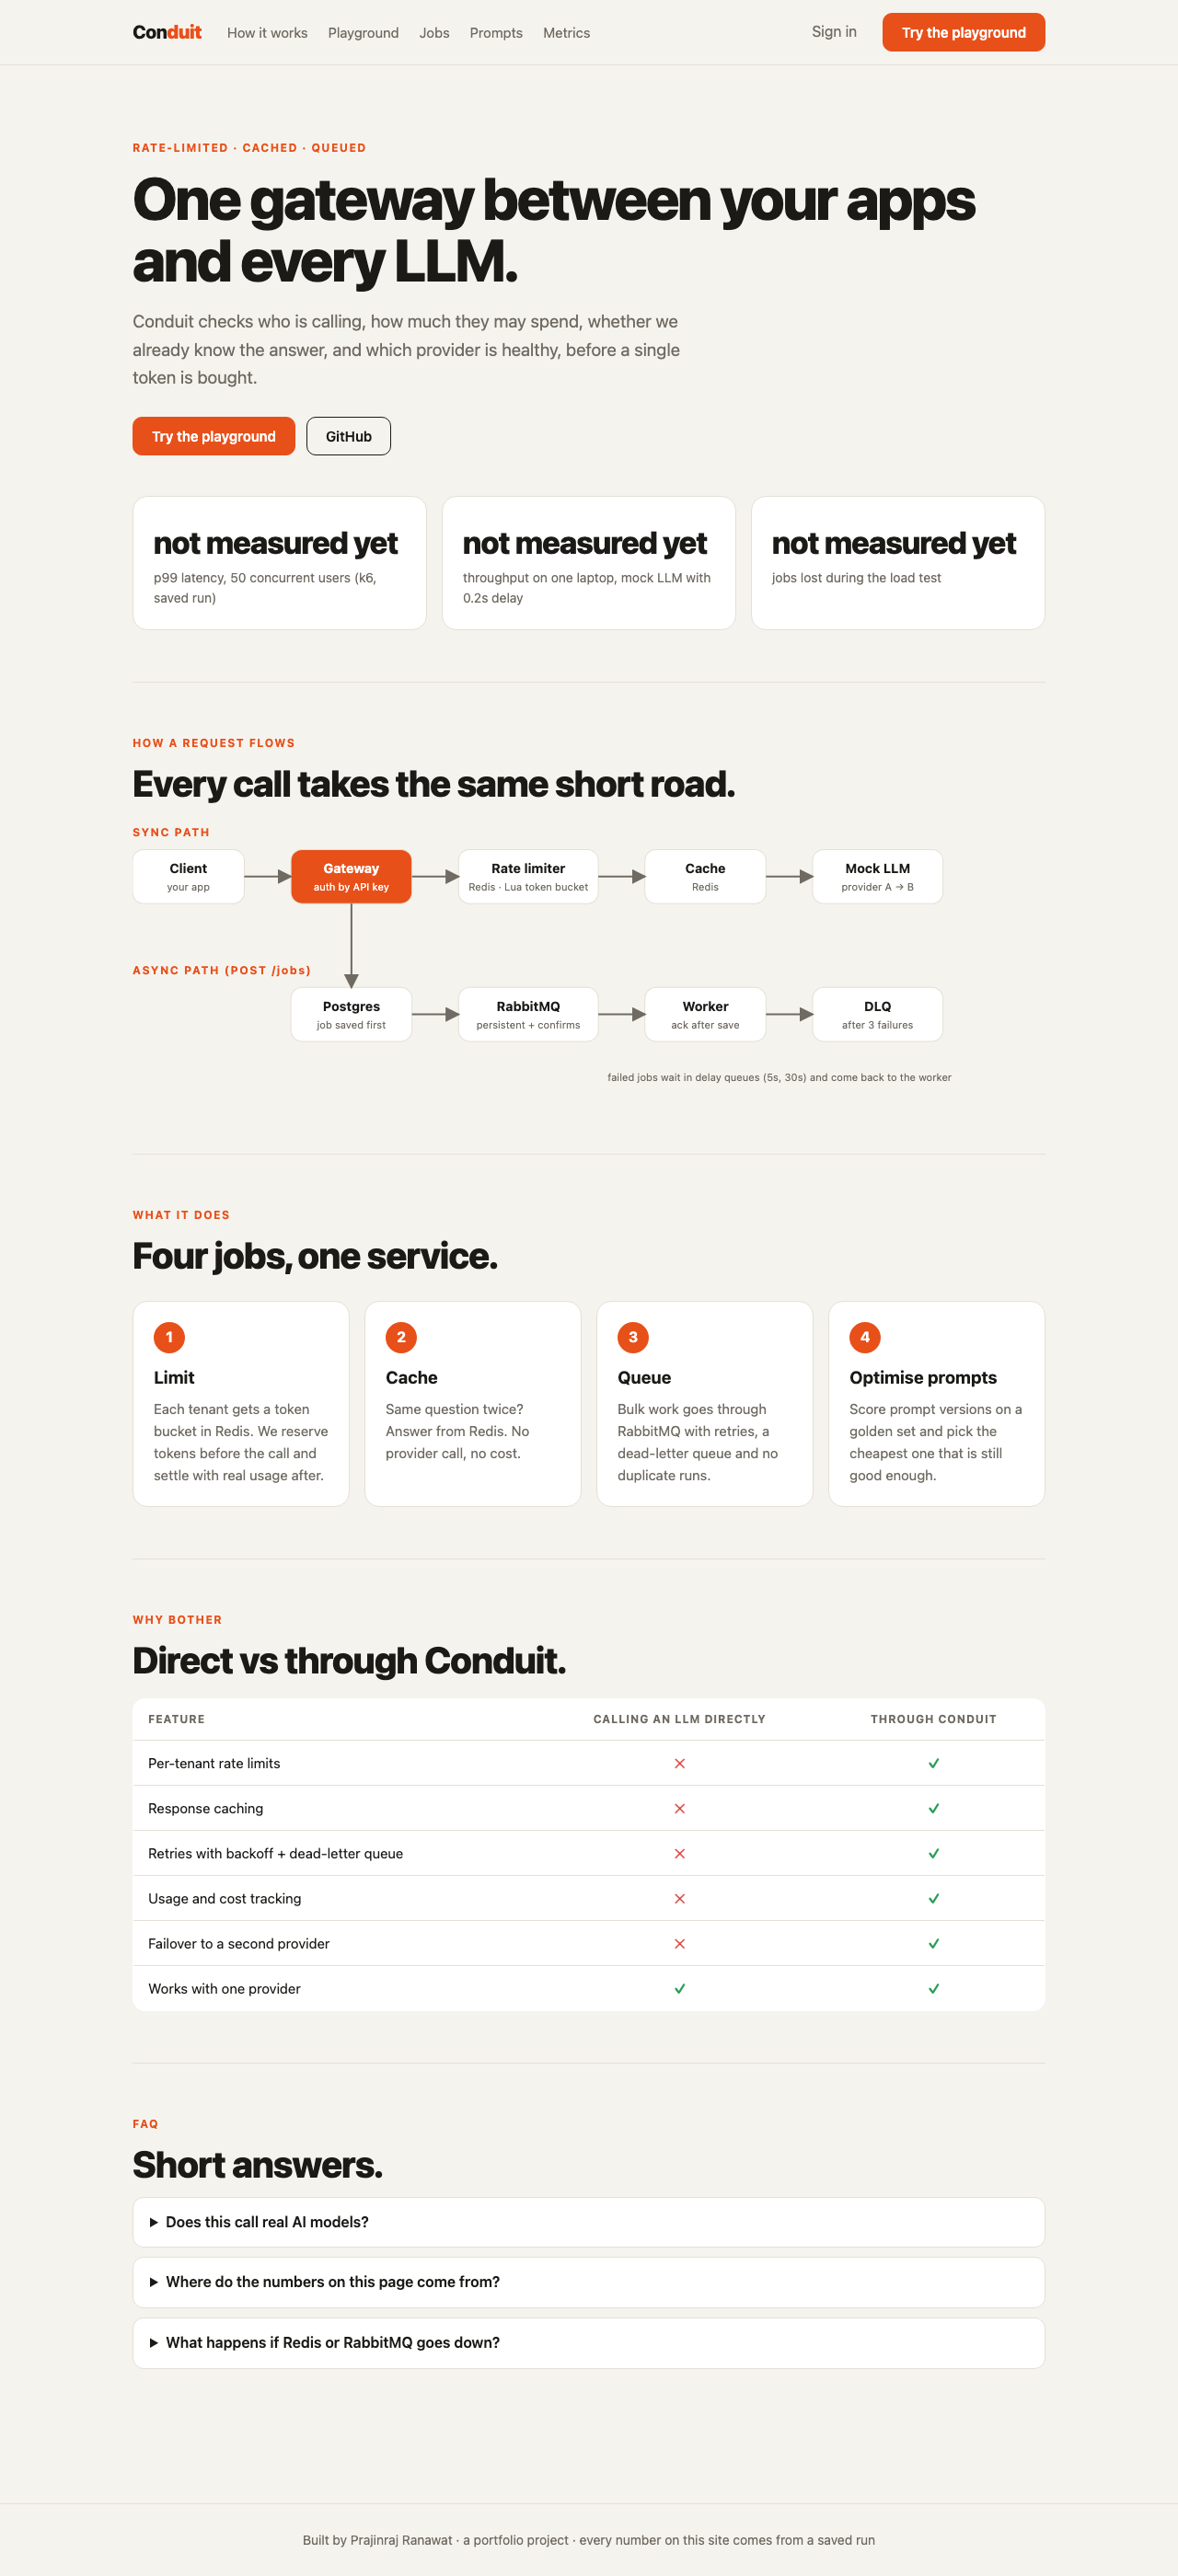 Conduit How it works Playground Jobs Prompts Metrics Sign in Try the playground
RATE-LIMITED · CACHED · QUEUED
One gateway between your apps
and every LLM.
Conduit checks who is calling, how much they may spend, whether we
already know the answer, and which provider is healthy, before a single
token is bought.
Try the playground GitHub
not measured yet
p99 latency, 50 concurrent users (k6,
saved run)
not measured yet
throughput on one laptop, mock LLM with
0.2s delay
not measured yet
jobs lost during the load test
HOW A REQUEST FLOWS
Every call takes the same short road.
SYNC PATH
Client
your app
Gateway
auth by API key
Rate limiter
Redis · Lua token bucket
Cache
Redis
Mock LLM
provider A → B
ASYNC PATH (POST /jobs)
Postgres
job saved first
RabbitMQ
persistent + confirms
Worker
ack after save
DLQ
after 3 failures
failed jobs wait in delay queues (5s, 30s) and come back to the worker
WHAT IT DOES
Four jobs, one service.
1
Limit
Each tenant gets a token
bucket in Redis. We reserve
tokens before the call and
settle with real usage after.
2
Cache
Same question twice?
Answer from Redis. No
provider call, no cost.
3
Queue
Bulk work goes through
RabbitMQ with retries, a
dead-letter queue and no
duplicate runs.
4
Optimise prompts
Score prompt versions on a
golden set and pick the
cheapest one that is still
good enough.
WHY BOTHER
Direct vs through Conduit.
FEATURE CALLING AN LLM DIRECTLY THROUGH CONDUIT
Per-tenant rate limits ✕ ✓
Response caching ✕ ✓
Retries with backoff + dead-letter queue ✕ ✓
Usage and cost tracking ✕ ✓
Failover to a second provider ✕ ✓
Works with one provider ✓ ✓
FAQ
Short answers.
▶ Does this call real AI models?
▶ Where do the numbers on this page come from?
▶ What happens if Redis or RabbitMQ goes down?
Built by Prajinraj Ranawat · a portfolio project · every number on this site comes from a saved run